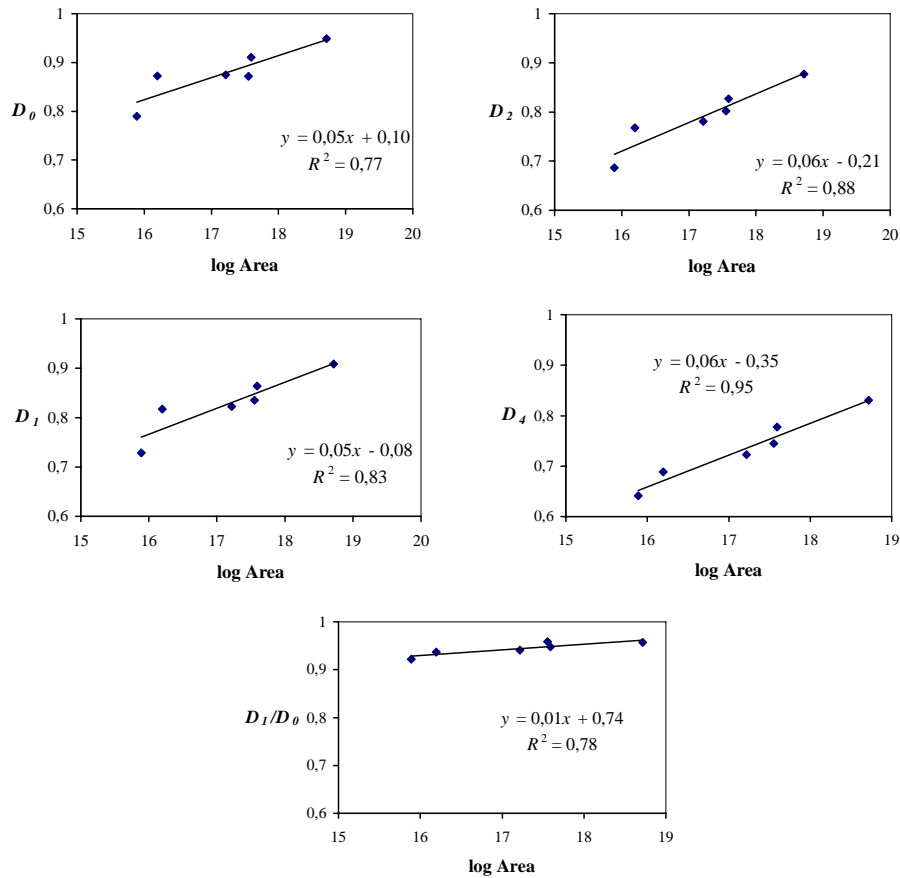 1
0,9
0,8
0,7
0,6
D0
y = 0,05x + 0,10
R2 = 0,77
15 16 17 18 19 20
log Area
1
0,9
0,8
0,7
0,6
D2
y = 0,06x - 0,21
R2 = 0,88
15 16 17 18 19 20
log Area
1
0,9
0,8
0,7
0,6
D1
y = 0,05x - 0,08
R2 = 0,83
15 16 17 18 19 20
log Area
1
0,9
0,8
0,7
0,6
D4
y = 0,06x - 0,35
R2 = 0,95
15 16 17 18 19
log Area
1
0,9
0,8
0,7
0,6
D1/D0
y = 0,01x + 0,74
R2 = 0,78
15 16 17 18 19
log Area